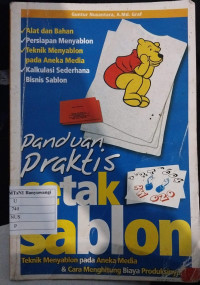 ✓Alat dan Bahan
✓Persiapan Menyablon
✓Teknik Menyablon
pada Aneka Media
✓Kalkulasi Sederhana
Bisnis Sablon
Panduan
Praktis
etak
sablon
Teknik Menyablon pada Aneka Media
& Cara Menghitung Biaya Produksi